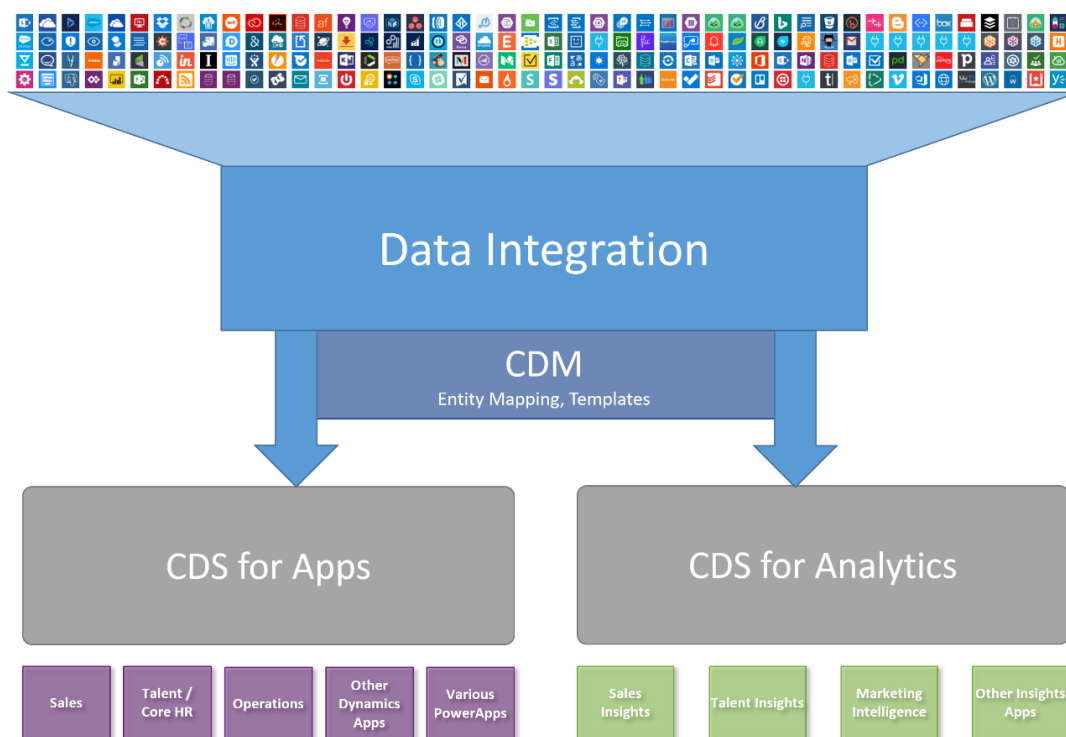 Data Integration
CDM
Entity Mapping, Templates
CDS for Apps
CDS for Analytics
Sales
Talent /
Core HR
Operations
Other
Dynamics
Apps
Various
PowerApps
Sales
Insights
Talent Insights
Marketing
Intelligence
Other Insights
Apps